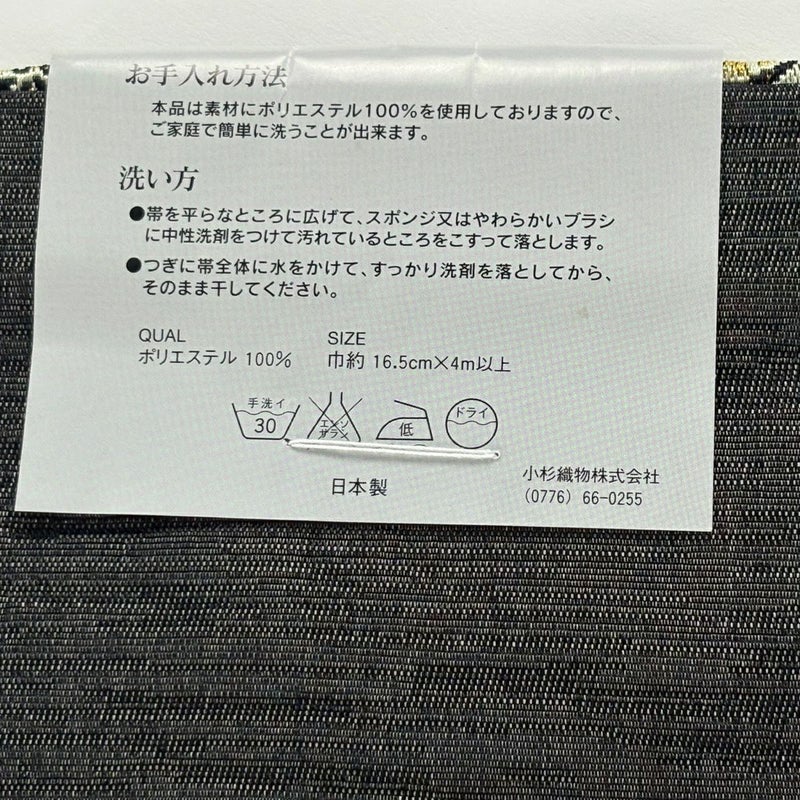 お手入れ方法
本品は素材にポリエステル100%を使用しておりますので、
ご家庭で簡単に洗うことが出来ます。
洗い方
●帯を平らなところに広げて、スポンジ又はやわらかいブラシ
に中性洗剤をつけて汚れているところをこすって落とします。
●つぎに帯全体に水をかけて、すっかり洗剤を落としてから、
そのまま干してください。
QUAL SIZE
ポリエステル 100% 巾約 16.5cm×4m以上
手洗イ
30
エンソ
サラシ
低
ドライ
日本製
小杉織物株式会社
(0776) 66-0255